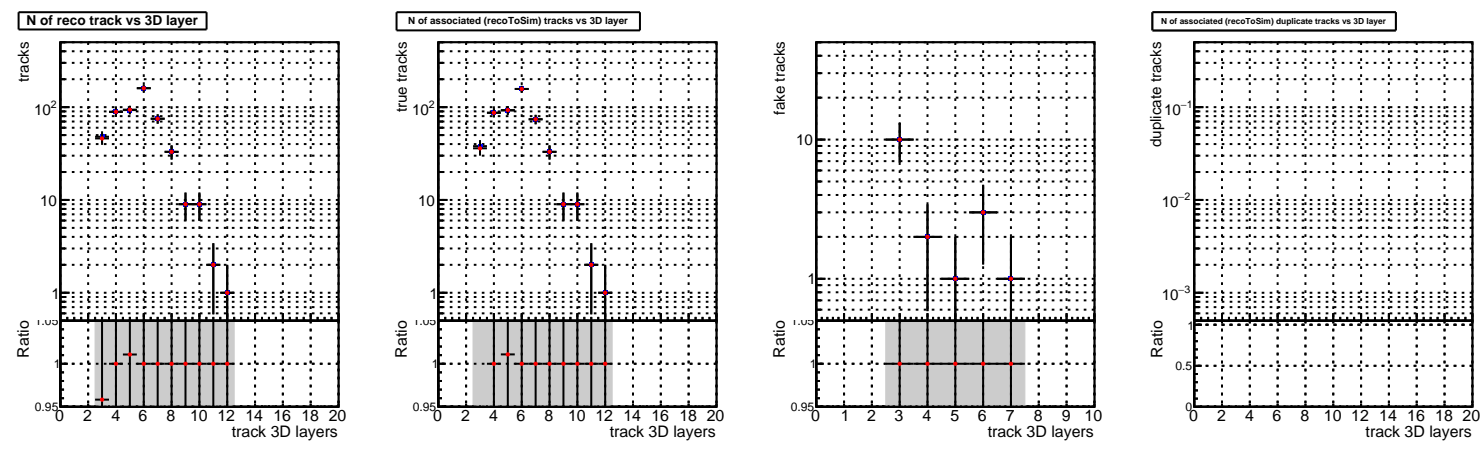 N of reco track vs 3D layer
tracks
10²
10
1
Ratio
1.05
1
0.95
0 2 4 6 8 10 12 14 16 18 20
track 3D layers
N of associated (recoToSim) tracks vs 3D layer
true tracks
10²
10
1
Ratio
1.05
1
0.95
0 2 4 6 8 10 12 14 16 18 20
track 3D layers
fake tracks
10
1
Ratio
1.05
1
0.95
0 1 2 3 4 5 6 7 8 9 10
track 3D layers
N of associated (recoToSim) duplicate tracks vs 3D layer
duplicate tracks
10⁻¹
10⁻²
10⁻³
Ratio
1
0.5
0
0 2 4 6 8 10 12 14 16 18 20
track 3D layers